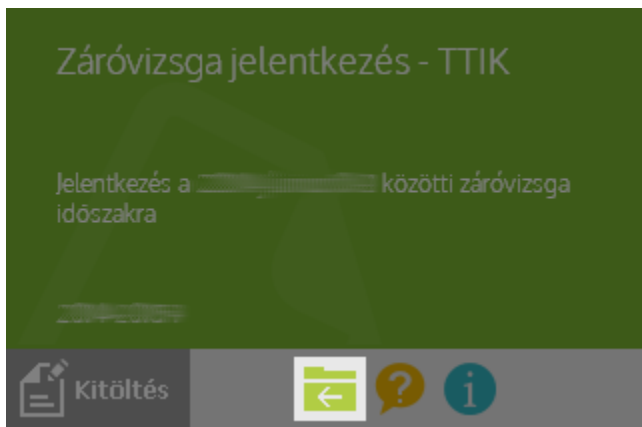 Záróvizsga jelentkezés - TTIK
Jelentkezés a közötti záróvizsga
időszakra
Kitöltés